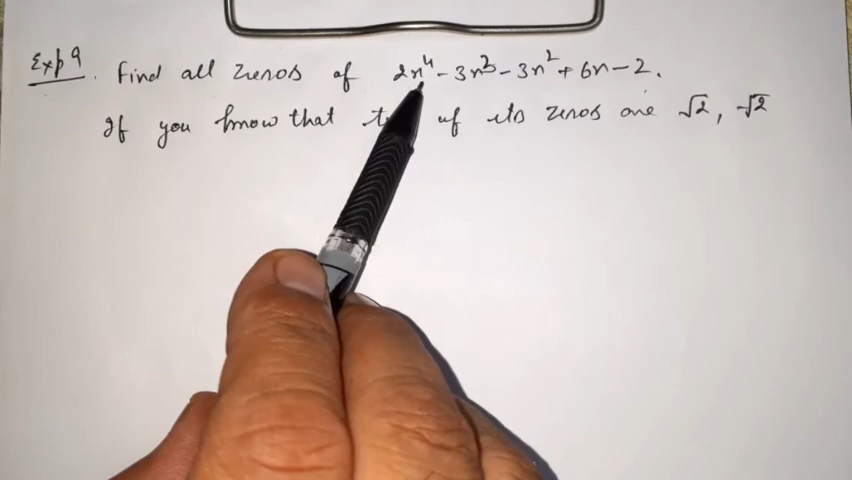 Exp 9. Find all zeros of 2x⁴ - 3x³ - 3x² + 6x - 2.
If you know that of its zeros are √2, -√2